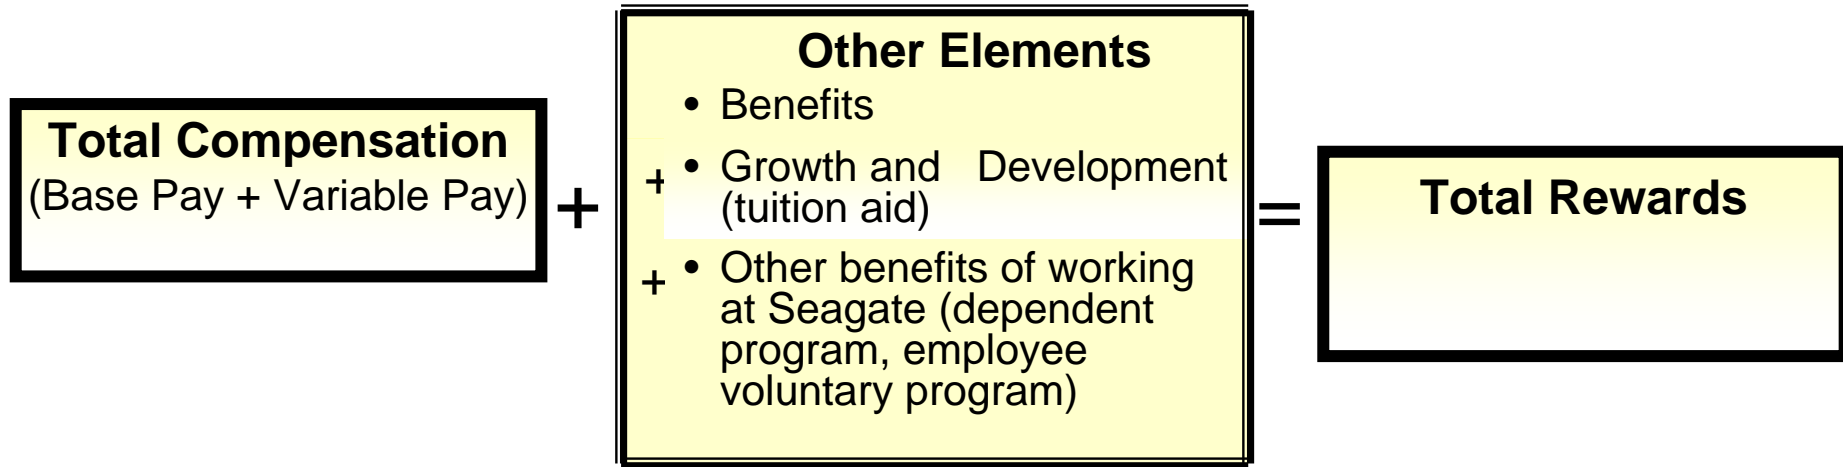 Total Compensation
(Base Pay + Variable Pay)
+
Other Elements
• Benefits
+ • Growth and Development
(tuition aid)
+ • Other benefits of working
at Seagate (dependent
program, employee
voluntary program)
=
Total Rewards